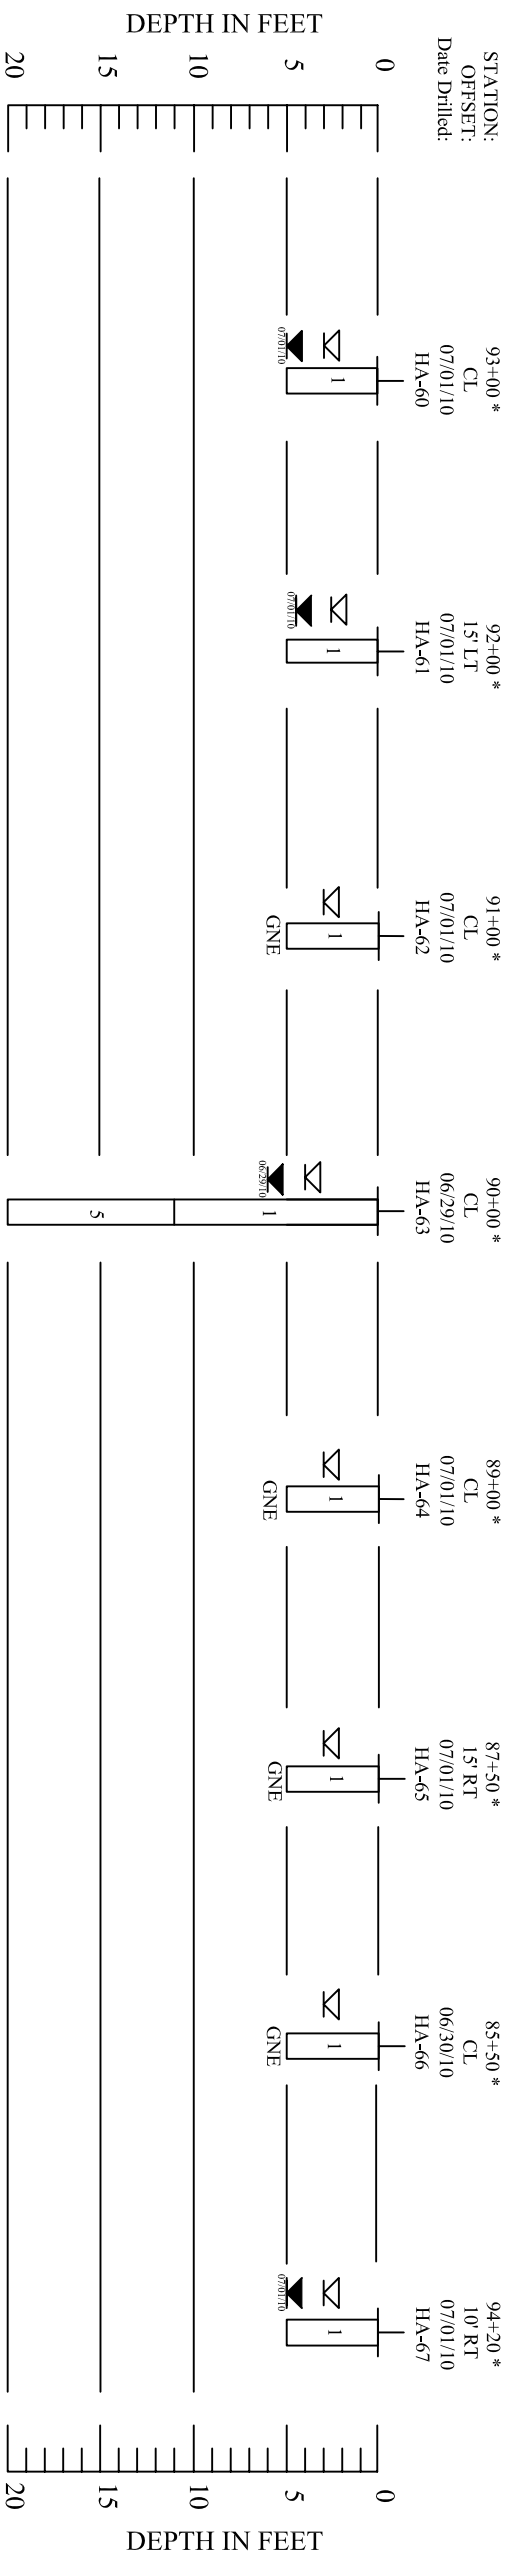 STATION:
OFFSET:
Date Drilled:
DEPTH IN FEET
0
5
10
15
20
93+00 *
CL
07/01/10
HA-60
1
07/01/10
92+00 *
15' LT
07/01/10
HA-61
1
07/01/10
91+00 *
CL
07/01/10
HA-62
1
GNE
90+00 *
CL
06/29/10
HA-63
1
06/29/10
5
89+00 *
CL
07/01/10
HA-64
1
GNE
87+50 *
15' RT
07/01/10
HA-65
1
GNE
85+50 *
CL
06/30/10
HA-66
1
GNE
94+20 *
10' RT
07/01/10
HA-67
1
07/01/10
0
5
10
15
20
DEPTH IN FEET